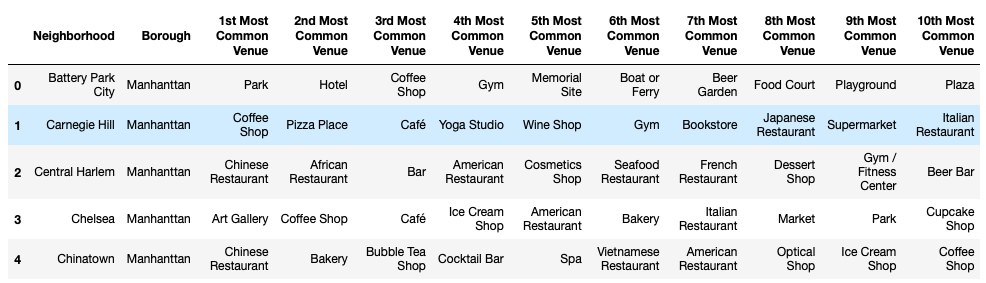 Neighborhood Borough 1st Most Common Venue 2nd Most Common Venue 3rd Most Common Venue 4th Most Common Venue 5th Most Common Venue 6th Most Common Venue 7th Most Common Venue 8th Most Common Venue 9th Most Common Venue 10th Most Common Venue
0 Battery Park City Manhanttan Park Hotel Coffee Shop Gym Memorial Site Boat or Ferry Beer Garden Food Court Playground Plaza
1 Carnegie Hill Manhanttan Coffee Shop Pizza Place Café Yoga Studio Wine Shop Gym Bookstore Japanese Restaurant Supermarket Italian Restaurant
2 Central Harlem Manhanttan Chinese Restaurant African Restaurant Bar American Restaurant Cosmetics Shop Seafood Restaurant French Restaurant Dessert Shop Gym / Fitness Center Beer Bar
3 Chelsea Manhanttan Art Gallery Coffee Shop Café Ice Cream Shop American Restaurant Bakery Italian Restaurant Market Park Cupcake Shop
4 Chinatown Manhanttan Chinese Restaurant Bakery Bubble Tea Shop Cocktail Bar Spa Vietnamese Restaurant American Restaurant Optical Shop Ice Cream Shop Coffee Shop